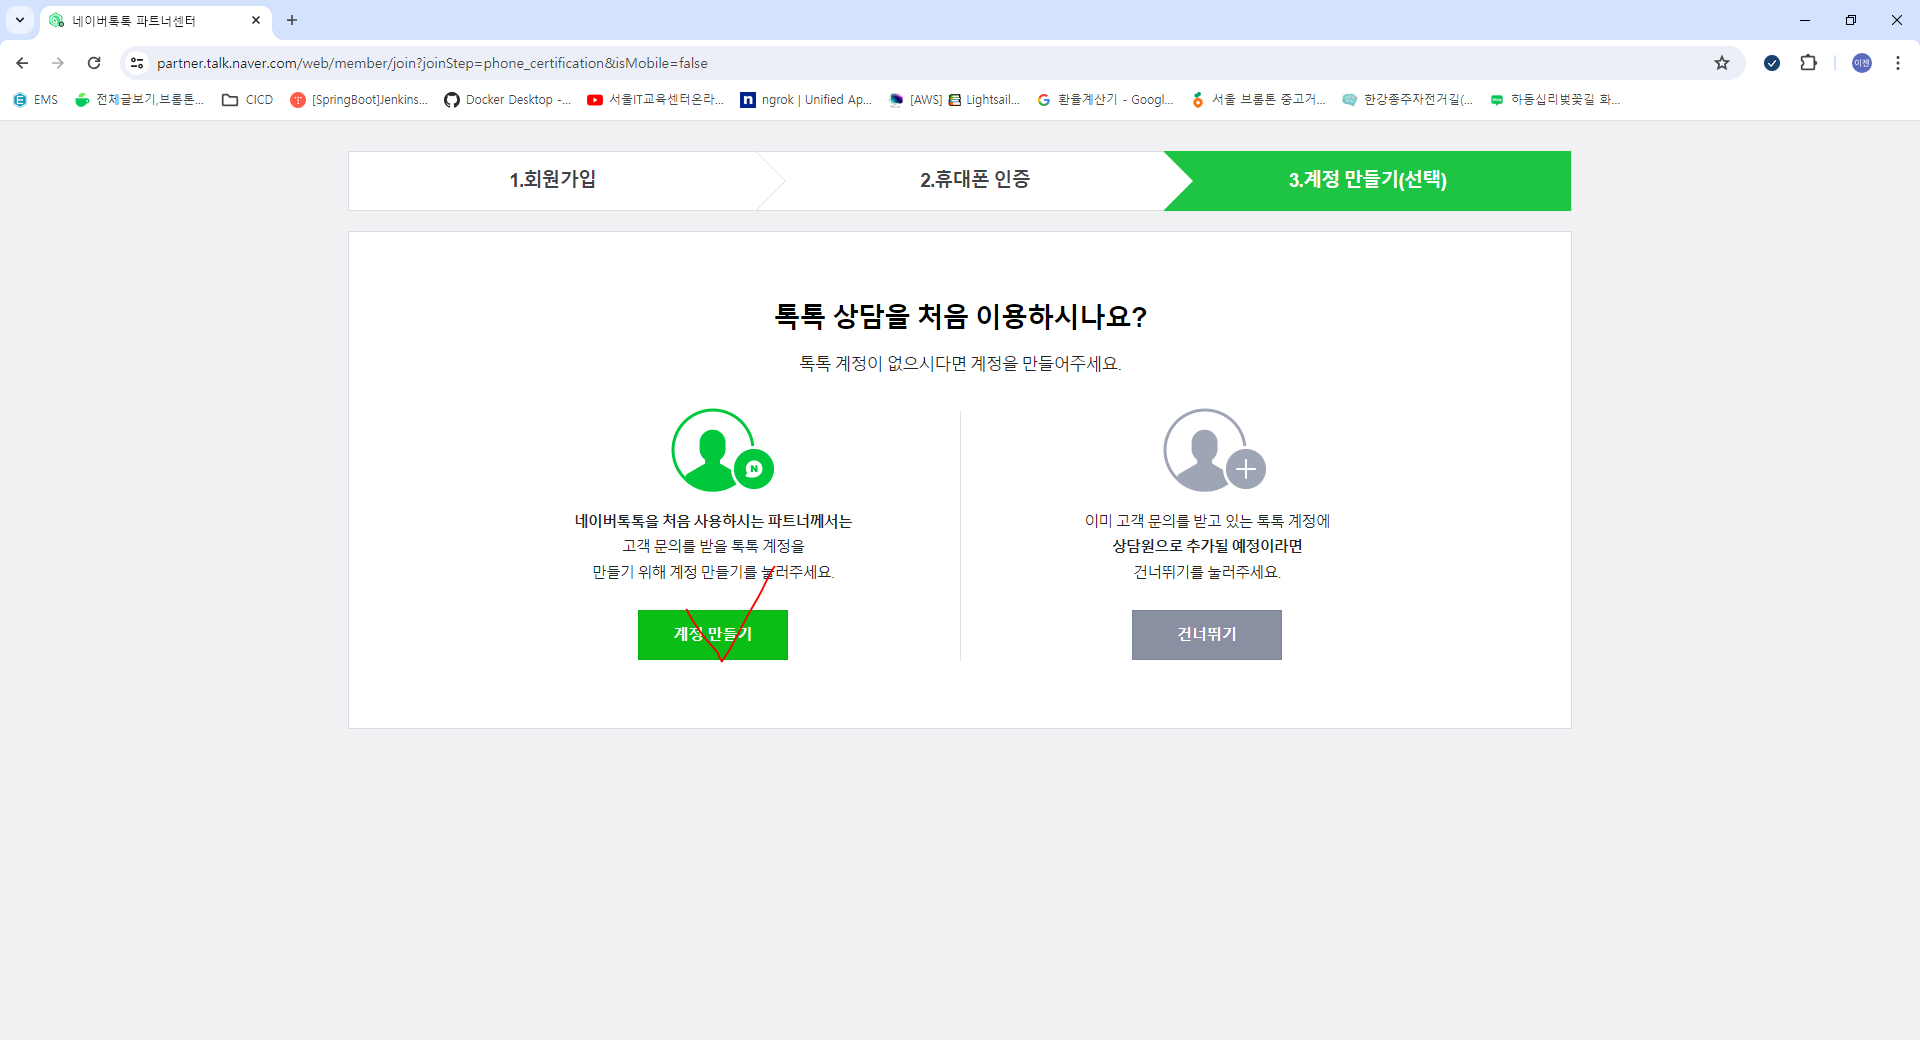 네이버톡톡 파트너센터
partner.talk.naver.com/web/member/join?joinStep=phone_certification&isMobile=false
이젠
EMS
전체글보기,브롬톤...
CICD
[SpringBoot]Jenkins...
Docker Desktop -...
서울IT교육센터온라...
ngrok | Unified Ap...
[AWS] Lightsail...
환율계산기 - Googl...
서울 브롬톤 중고거...
한강종주자전거길(...
하동십리벚꽃길 화...
1.회원가입
2.휴대폰 인증
3.계정 만들기(선택)
톡톡 상담을 처음 이용하시나요?
톡톡 계정이 없으시다면 계정을 만들어주세요.
네이버톡톡을 처음 사용하시는 파트너께서는
고객 문의를 받을 톡톡 계정을
만들기 위해 계정 만들기를 눌러주세요.
계정 만들기
이미 고객 문의를 받고 있는 톡톡 계정에
상담원으로 추가될 예정이라면
건너뛰기를 눌러주세요.
건너뛰기